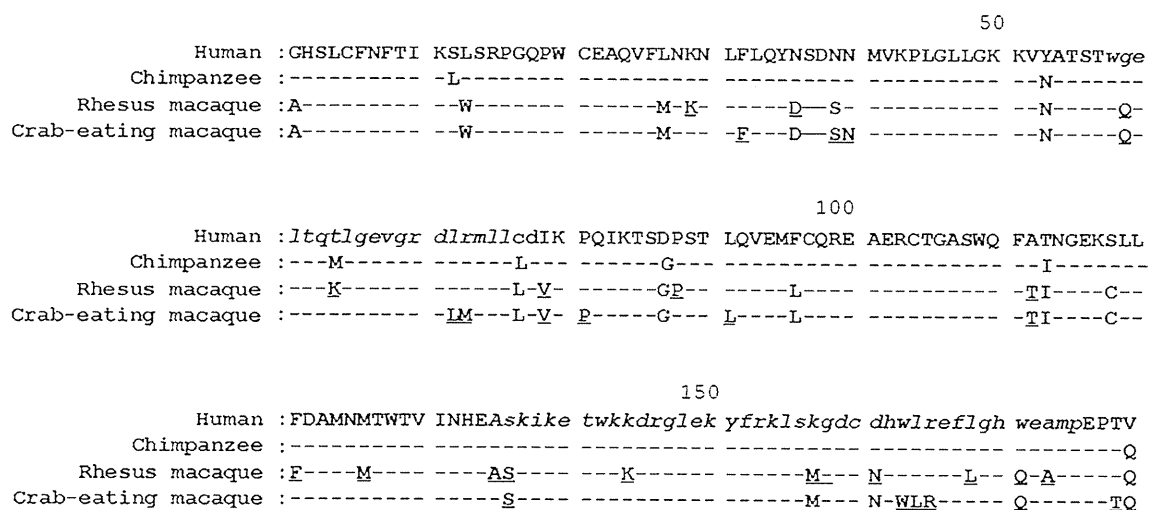 50
Human :GHSLCFNFTI KSLSRPGQPW CEAQVFLNKN LFLQYNSDNN MVKPLGLLGK KVYATSTwge
Chimpanzee :---------- -L-------- ---------- ---------- ---------- --N-------
Rhesus macaque :A--------- -W-------- ------M-K- -----D—S- ---------- --N-----Q-
Crab-eating macaque :A--------- -W-------- ------M--- -F---D—SN ---------- --N-----Q-
100
Human :ltqtlgevgr dlrmllcdIK PQIKTSDPST LQVEMFCQRE AERCTGASWQ FATNGEKSLL
Chimpanzee :---M------ ------L--- ------G--- ---------- ---------- --I-------
Rhesus macaque :---K------ ------L-V- ------GP-- -----L---- ---------- -TI----C--
Crab-eating macaque :---------- -LM---L-V- P-----G--- L----L---- ---------- -TI----C--
150
Human :FDAMNMTWTV INHEAskike twkkdrglek yfrklskgdc dhwlreflgh weampEPTV
Chimpanzee :---------- ---------- ---------- ---------- ---------- --------Q
Rhesus macaque :F----M---- ----AS---- ---K------ ------M--- N------L-- Q-A-----Q
Crab-eating macaque :---------- -----S---- ---------- ------M--- N-WLR----- Q------TQ